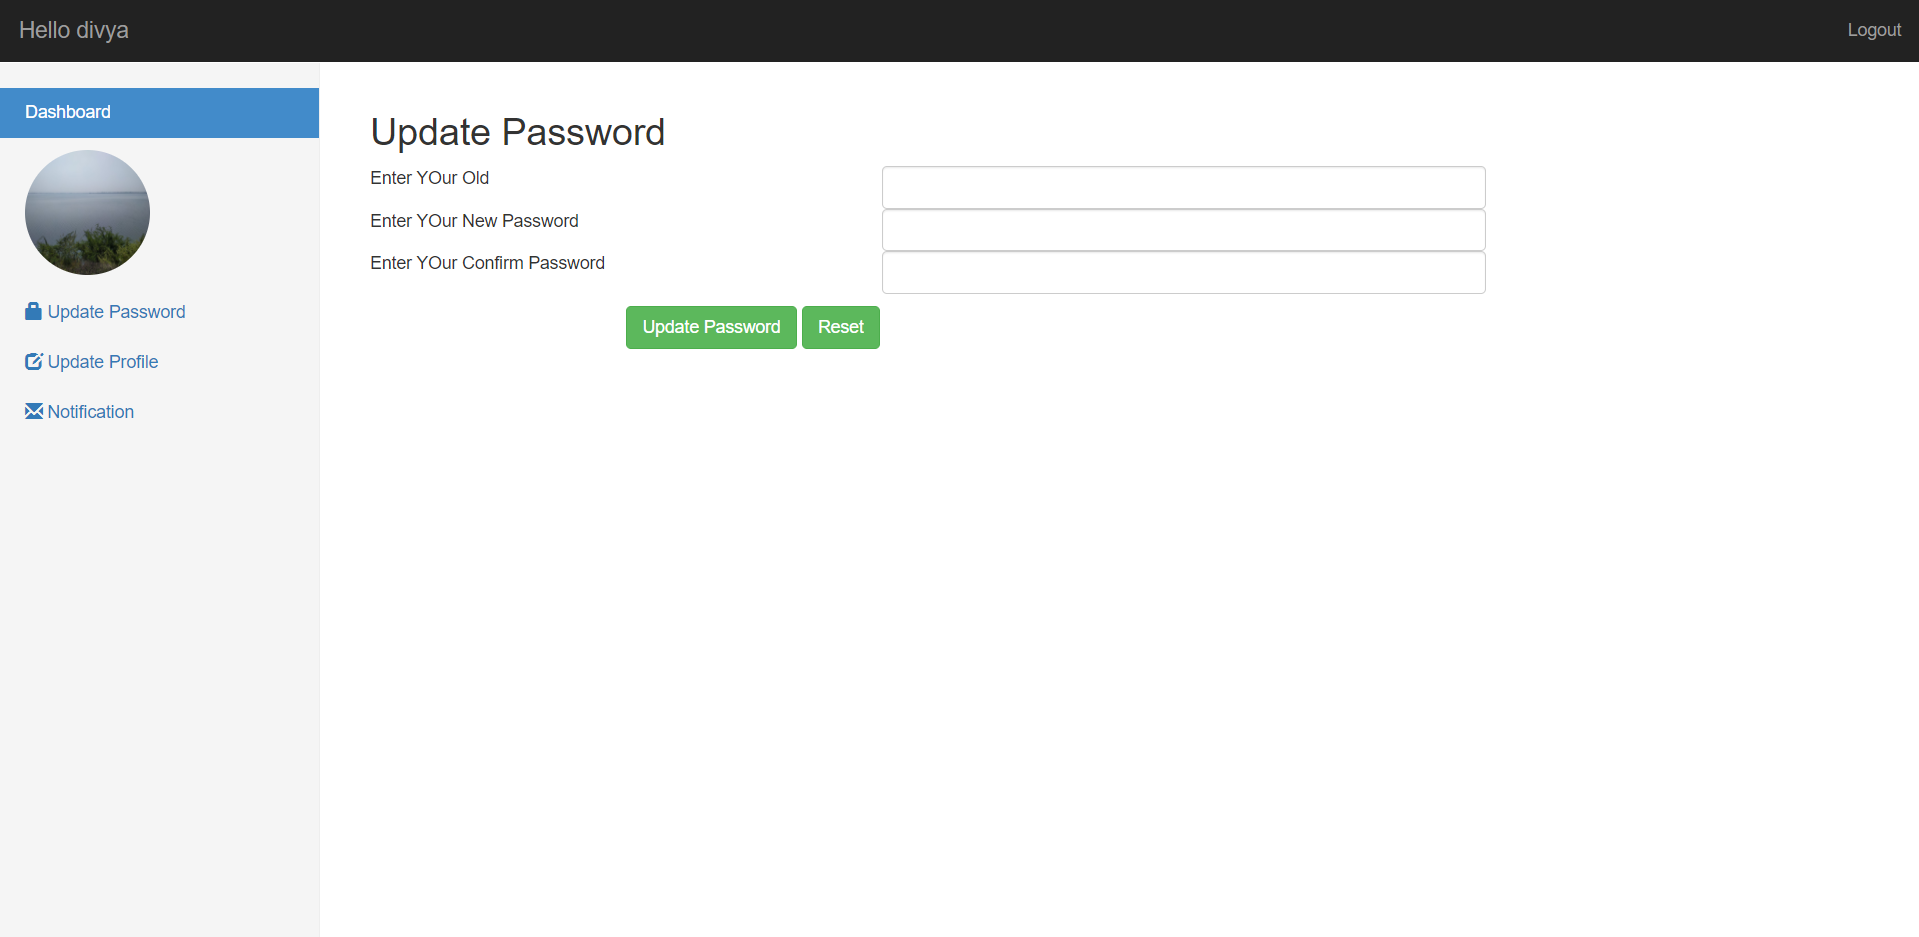 Hello divya
Logout
Dashboard
Update Password
Update Profile
Notification
Update Password
Enter YOur Old
Enter YOur New Password
Enter YOur Confirm Password
Update Password Reset